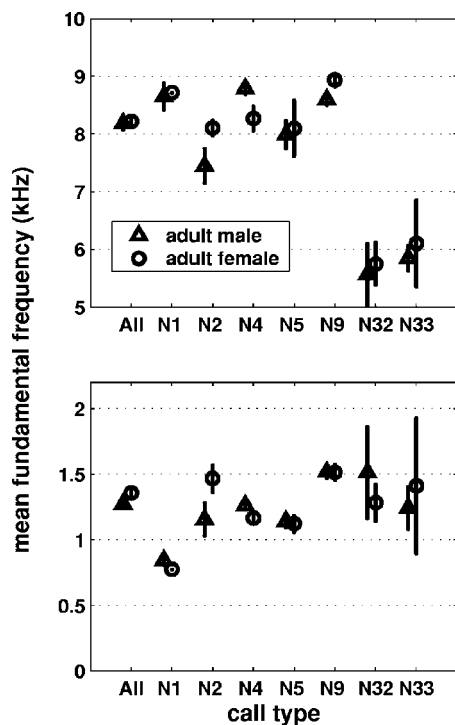 10
9
8
7
6
5
adult male
adult female
All N1 N2 N4 N5 N9 N32 N33
mean fundamental frequency (kHz)
2
1.5
1
0.5
0
All N1 N2 N4 N5 N9 N32 N33
call type